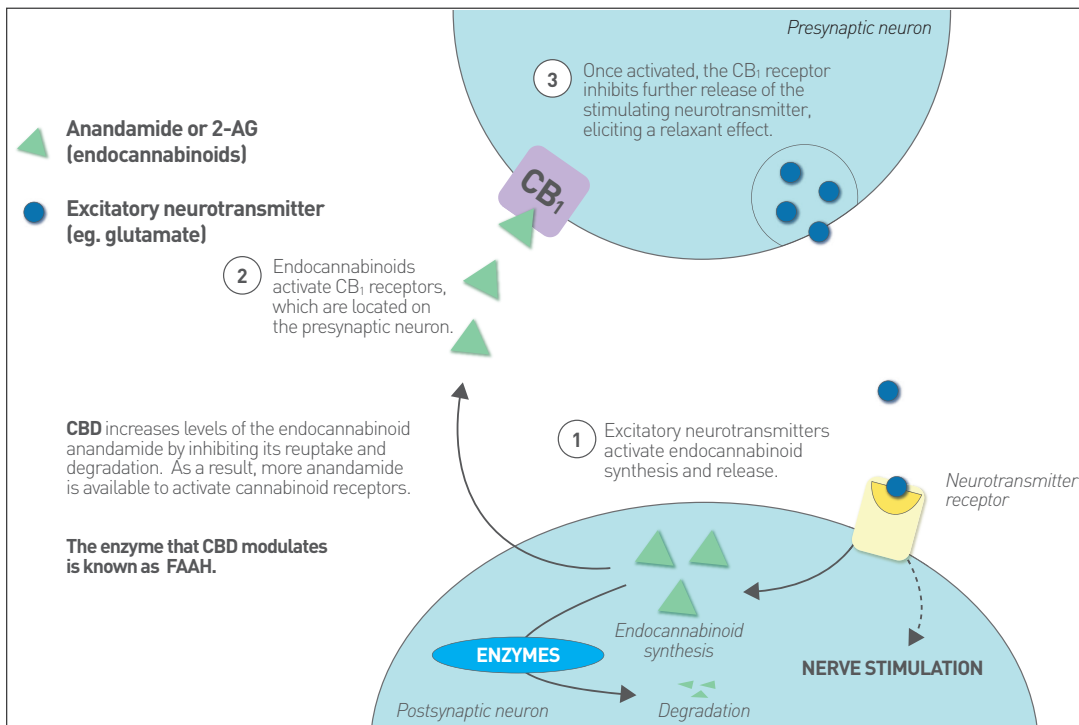 Presynaptic neuron
3
Once activated, the CB₁ receptor
inhibits further release of the
stimulating neurotransmitter,
eliciting a relaxant effect.
Anandamide or 2-AG
(endocannabinoids)
CB₁
Excitatory neurotransmitter
(eg. glutamate)
2
Endocannabinoids
activate CB₁ receptors,
which are located on
the presynaptic neuron.
CBD increases levels of the endocannabinoid
anandamide by inhibiting its reuptake and
degradation. As a result, more anandamide
is available to activate cannabinoid receptors.
The enzyme that CBD modulates
is known as FAAH.
1
Excitatory neurotransmitters
activate endocannabinoid
synthesis and release.
Neurotransmitter
receptor
Endocannabinoid
synthesis
ENZYMES
NERVE STIMULATION
Postsynaptic neuron
Degradation